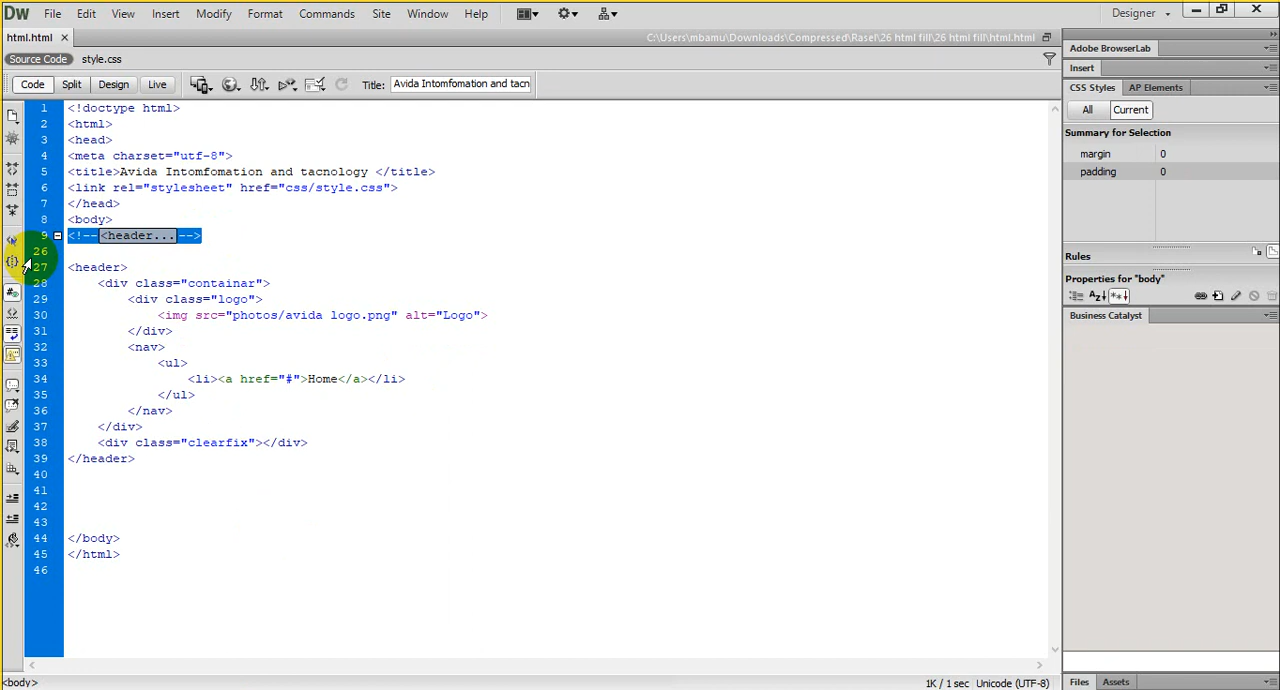 Dw File Edit View Insert Modify Format Commands Site Window Help Designer
html.html C:\Users\mbamu\Downloads\Compressed\Rasel\26 html fill\26 html fill\html.html
Source Code style.css
Code Split Design Live Title: Avida Intomfomation and tacn
1 <!doctype html>
2 <html>
3 <head>
4 <meta charset="utf-8">
5 <title>Avida Intomfomation and tacnology </title>
6 <link rel="stylesheet" href="css/style.css">
7 </head>
8 <body>
9 <!--<header...-->
26
27 <header>
28 <div class="containar">
29 <div class="logo">
30 <img src="photos/avida logo.png" alt="Logo">
31 </div>
32 <nav>
33 <ul>
34 <li><a href="#">Home</a></li>
35 </ul>
36 </nav>
37 </div>
38 <div class="clearfix"></div>
39 </header>
40
41
42
43
44 </body>
45 </html>
46
<body> 1K / 1 sec Unicode (UTF-8)
Adobe BrowserLab
Insert
CSS Styles AP Elements
All Current
Summary for Selection
margin 0
padding 0
Rules
Properties for "body"
Az
Business Catalyst
Files Assets